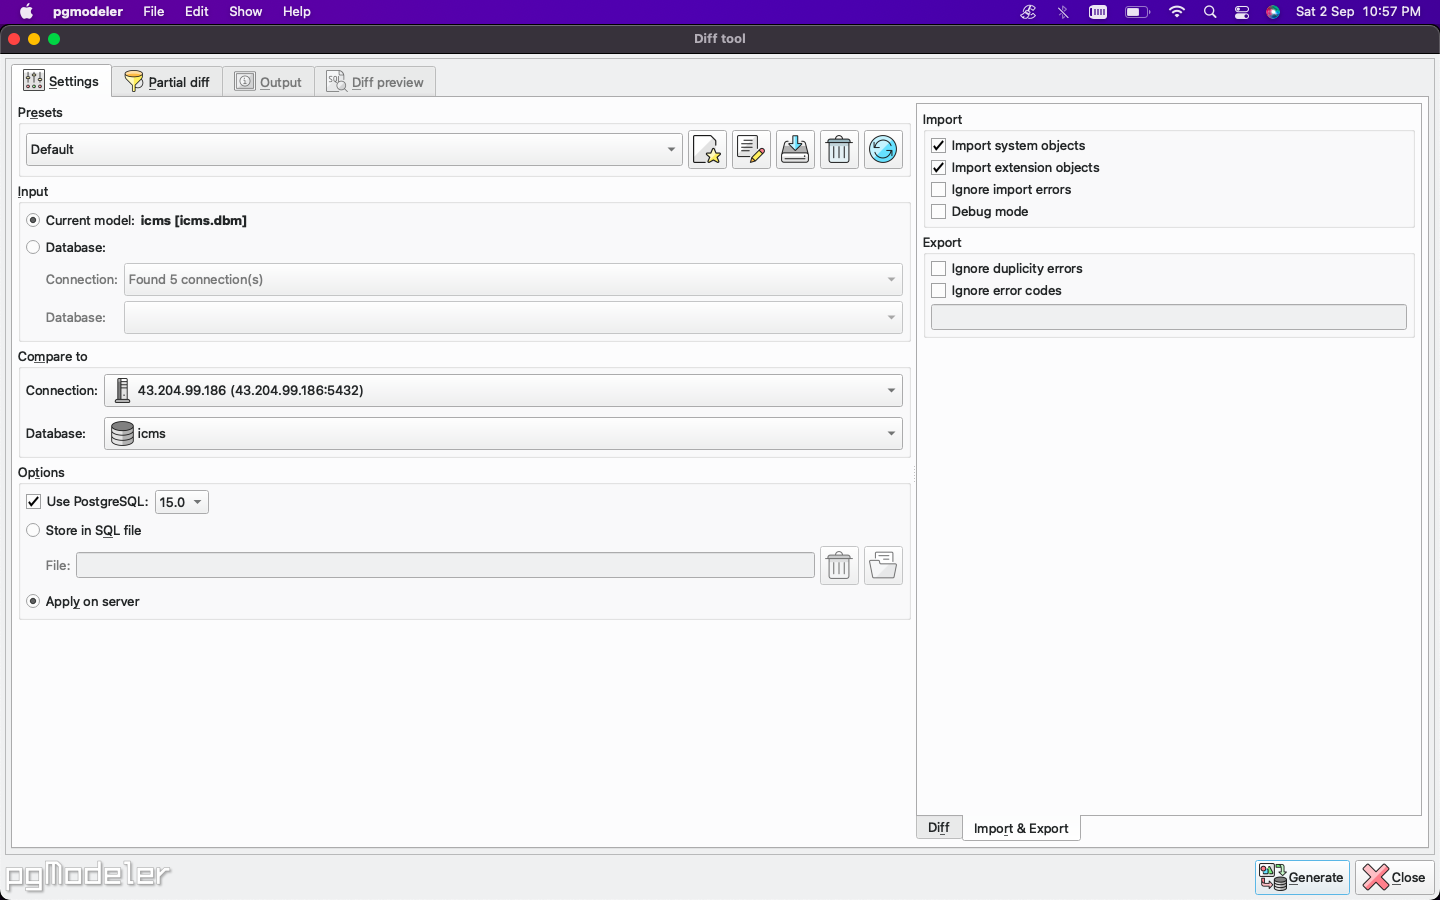 pgmodeler File Edit Show Help Sat 2 Sep 10:57 PM
Diff tool
Settings Partial diff Output Diff preview
Presets
Default
Input
Current model: icms [icms.dbm]
Database:
Connection: Found 5 connection(s)
Database:
Compare to
Connection: 43.204.99.186 (43.204.99.186:5432)
Database: icms
Options
Use PostgreSQL: 15.0
Store in SQL file
File:
Apply on server
Import
Import system objects
Import extension objects
Ignore import errors
Debug mode
Export
Ignore duplicity errors
Ignore error codes
Diff Import & Export
pgModeler
Generate Close